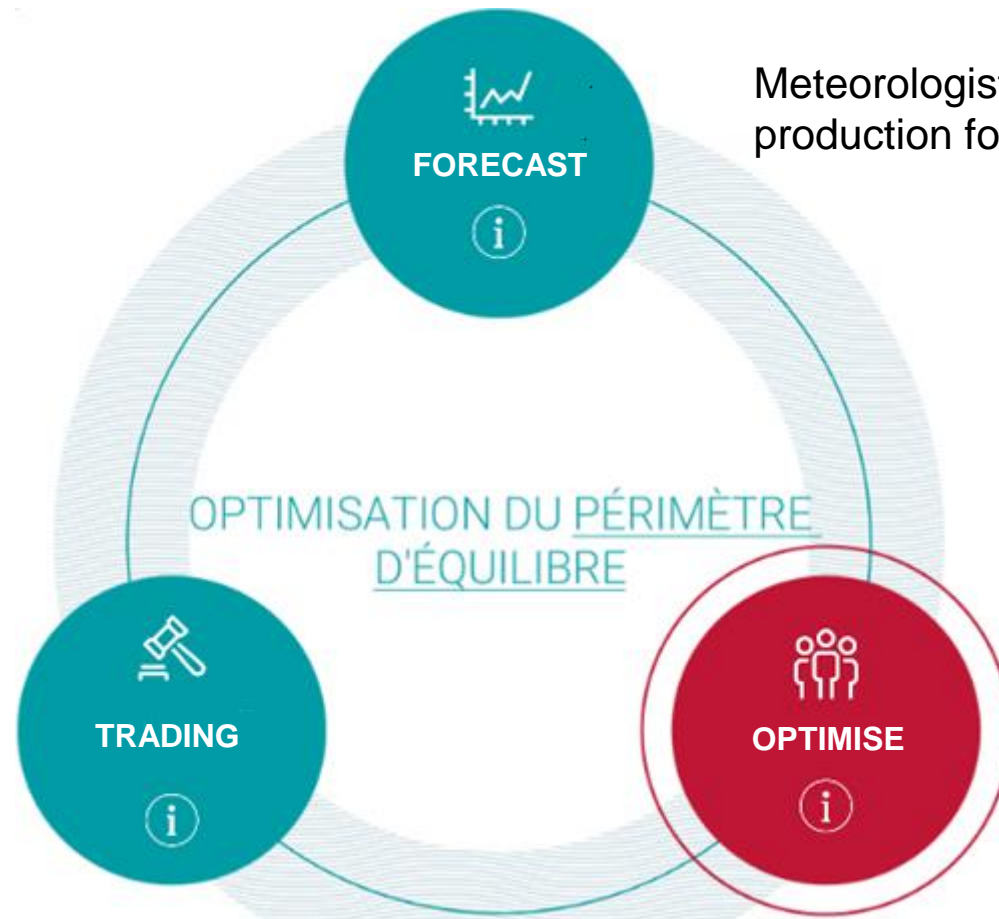 Meteorologist
production fo
FORECAST
i
OPTIMISATION DU PÉRIMÈTRE
D'ÉQUILIBRE
TRADING
i
OPTIMISE
i